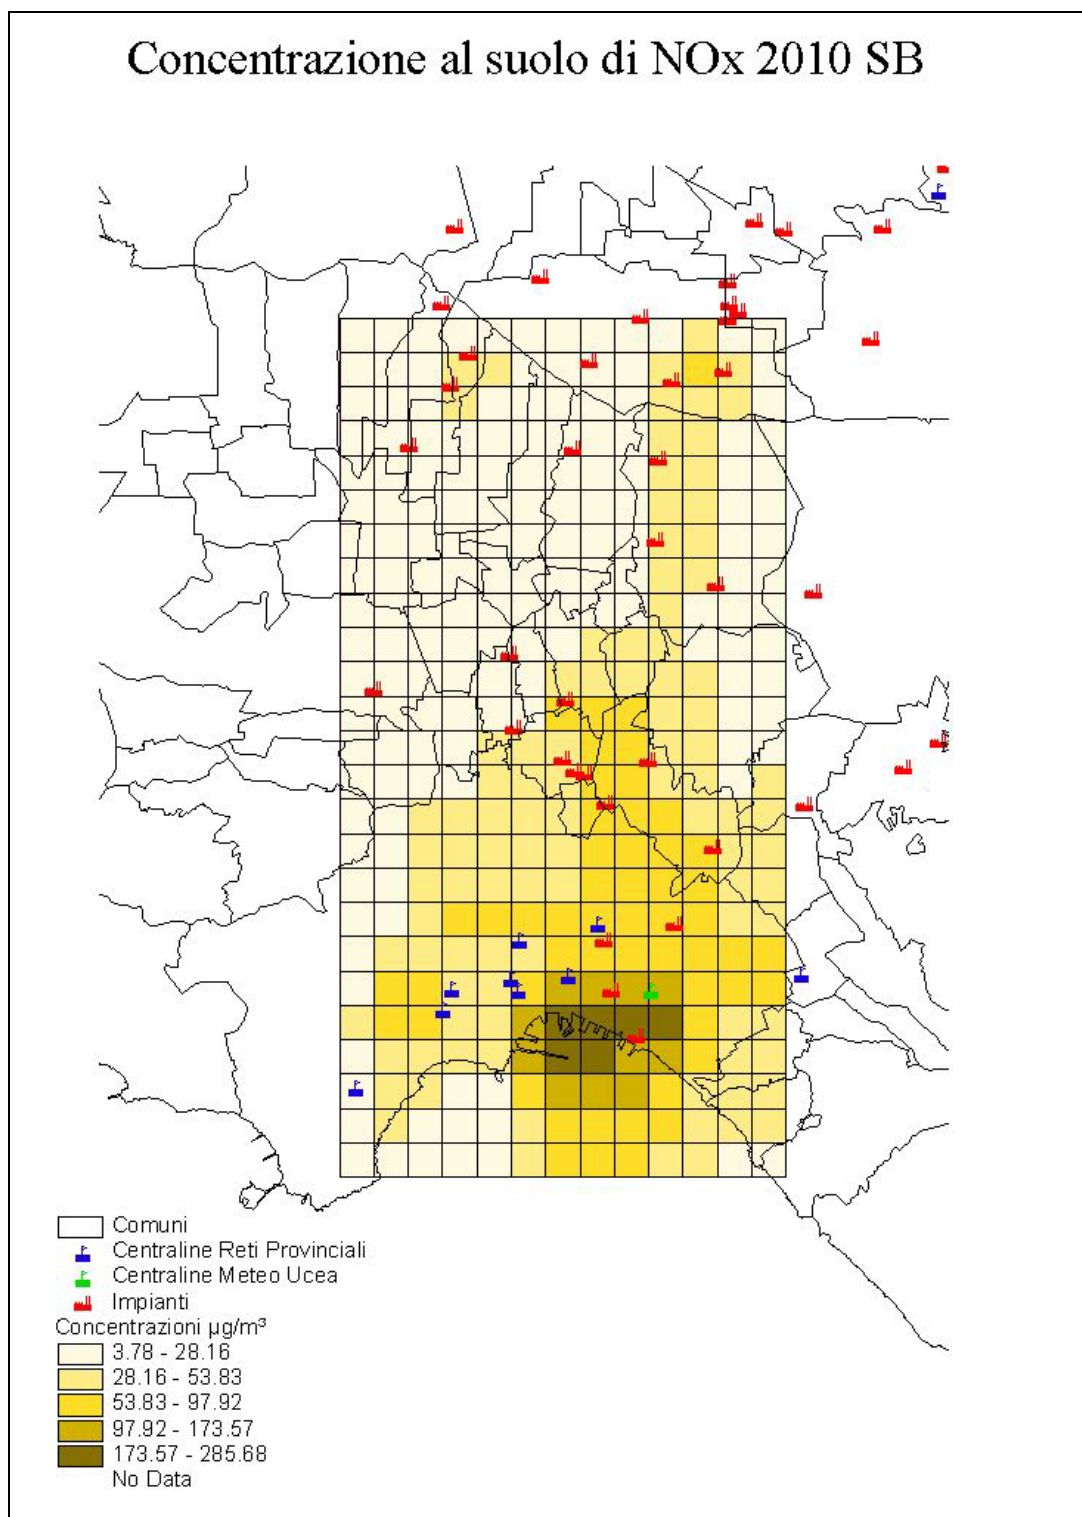 Concentrazione al suolo di NOx 2010 SB
Comuni
Centraline Reti Provinciali
Centraline Meteo Ucea
Impianti
Concentrazioni µg/m³
3.78 - 28.16
28.16 - 53.83
53.83 - 97.92
97.92 - 173.57
173.57 - 285.68
No Data